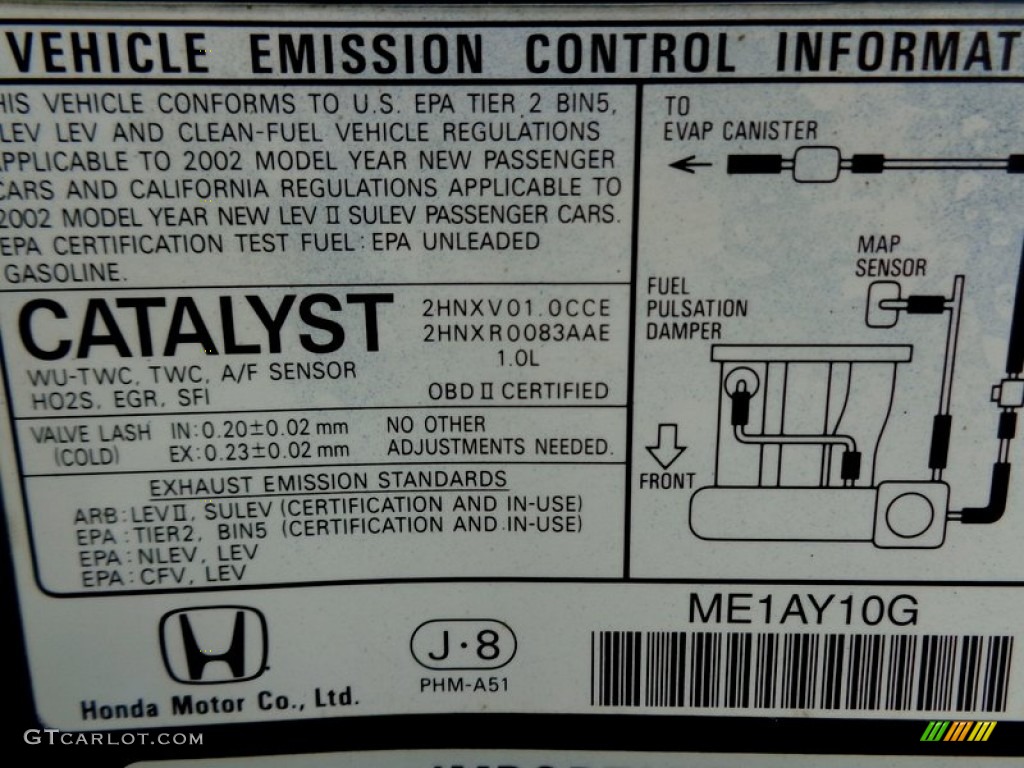 VEHICLE EMISSION CONTROL INFORMAT
HIS VEHICLE CONFORMS TO U.S. EPA TIER 2 BIN5,
LEV LEV AND CLEAN-FUEL VEHICLE REGULATIONS
APPLICABLE TO 2002 MODEL YEAR NEW PASSENGER
CARS AND CALIFORNIA REGULATIONS APPLICABLE TO
2002 MODEL YEAR NEW LEV II SULEV PASSENGER CARS.
EPA CERTIFICATION TEST FUEL: EPA UNLEADED
GASOLINE.
CATALYST
2HNXV01.0CCE
2HNXR0083AAE
1.0L
WU-TWC, TWC, A/F SENSOR
HO2S, EGR, SFI
OBD II CERTIFIED
VALVE LASH IN: 0.20±0.02 mm NO OTHER
(COLD) EX: 0.23±0.02 mm ADJUSTMENTS NEEDED.
EXHAUST EMISSION STANDARDS
ARB: LEV II, SULEV (CERTIFICATION AND IN-USE)
EPA: TIER2, BIN5 (CERTIFICATION AND IN-USE)
EPA: NLEV, LEV
EPA: CFV, LEV
TO
EVAP CANISTER
MAP
SENSOR
FUEL
PULSATION
DAMPER
FRONT
Honda Motor Co., Ltd.
J·8
PHM-A51
ME1AY10G
GTCARLOT.COM